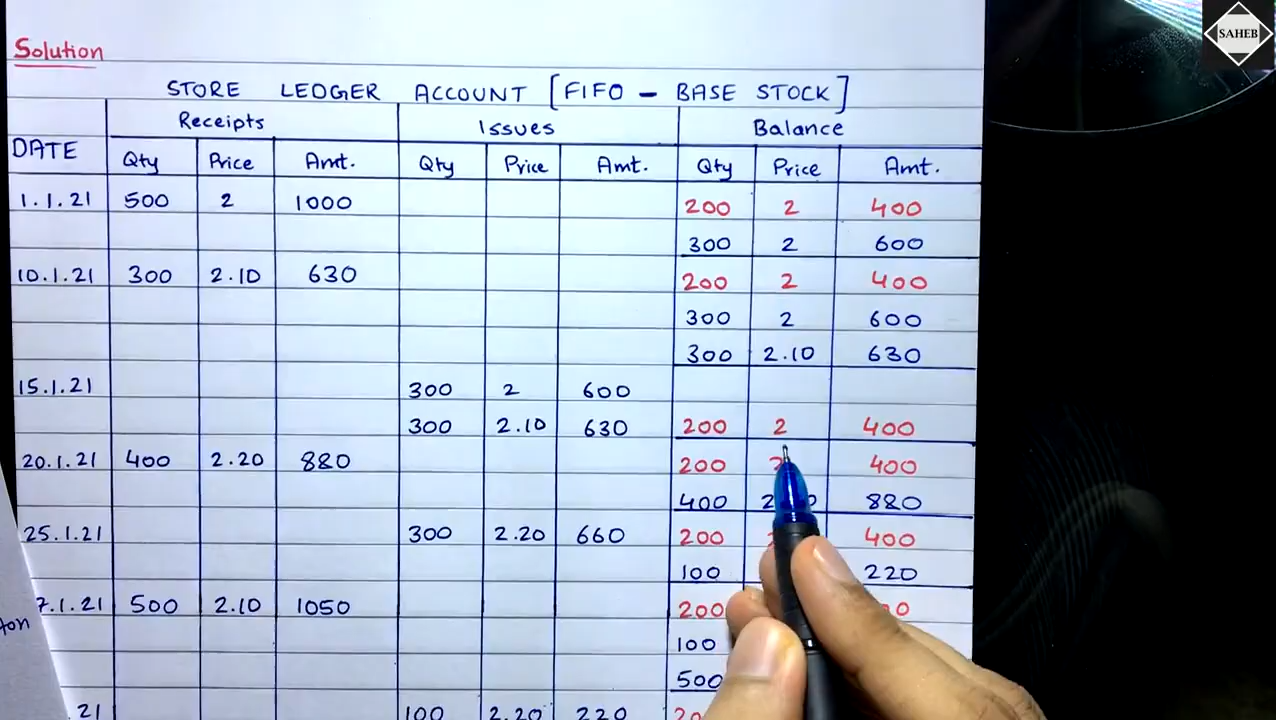 SAHEB
Solution
STORE LEDGER ACCOUNT [FIFO - BASE STOCK]
DATE Receipts Issues Balance
Qty Price Amt. Qty Price Amt. Qty Price Amt.
1.1.21 500 2 1000 200 2 400
300 2 600
10.1.21 300 2.10 630 200 2 400
300 2 600
300 2.10 630
15.1.21 300 2 600
300 2.10 630 200 2 400
20.1.21 400 2.20 880 200 2 400
400 880
25.1.21 300 2.20 660 200 400
100 220
7.1.21 500 2.10 1050 200
100
ton
500
.21 100 2.20 220